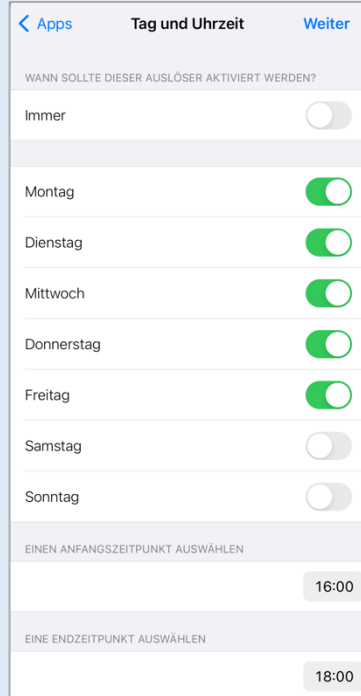 Apps Tag und Uhrzeit Weiter
WANN SOLLTE DIESER AUSLÖSER AKTIVIERT WERDEN?
Immer
Montag
Dienstag
Mittwoch
Donnerstag
Freitag
Samstag
Sonntag
EINEN ANFANGSZEITPUNKT AUSWÄHLEN
16:00
EINE ENDZEITPUNKT AUSWÄHLEN
18:00